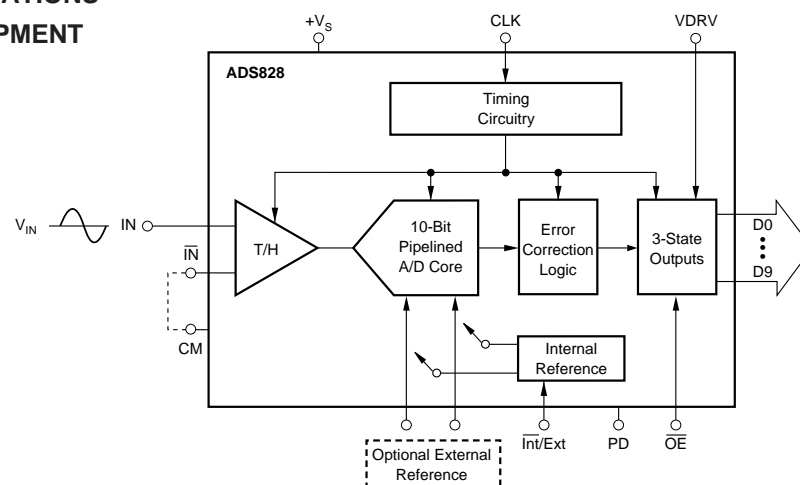 PMENT
+VS
CLK
VDRV
ADS828
Timing
Circuitry
VIN
IN
IN
CM
T/H
10-Bit
Pipelined
A/D Core
Error
Correction
Logic
3-State
Outputs
D0
D9
Internal
Reference
Int/Ext
PD
OE
Optional External
Reference